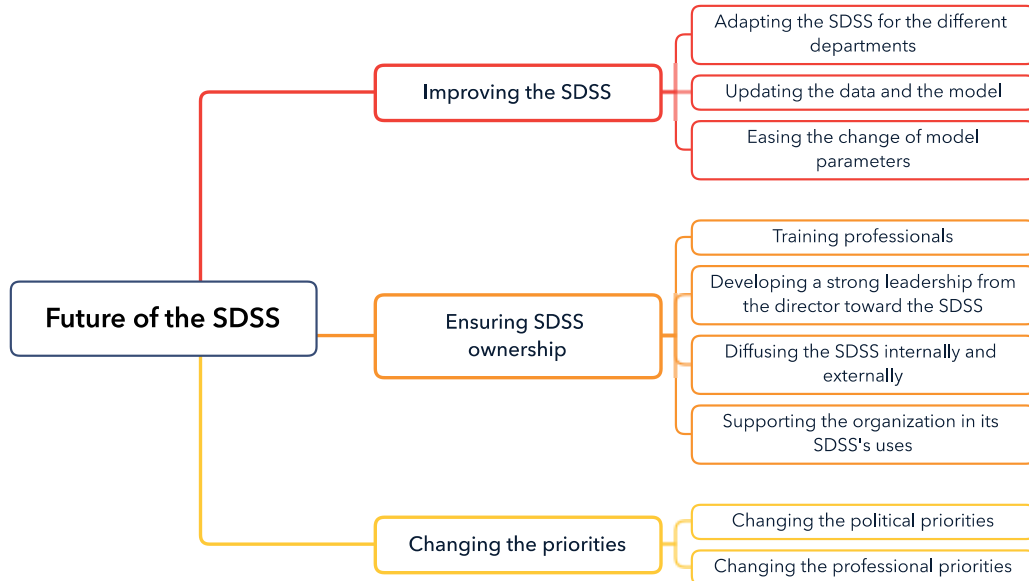 Future of the SDSS
Improving the SDSS
Adapting the SDSS for the different
departments
Updating the data and the model
Easing the change of model
parameters
Ensuring SDSS
ownership
Training professionals
Developing a strong leadership from
the director toward the SDSS
Diffusing the SDSS internally and
externally
Supporting the organization in its
SDSS's uses
Changing the priorities
Changing the political priorities
Changing the professional priorities